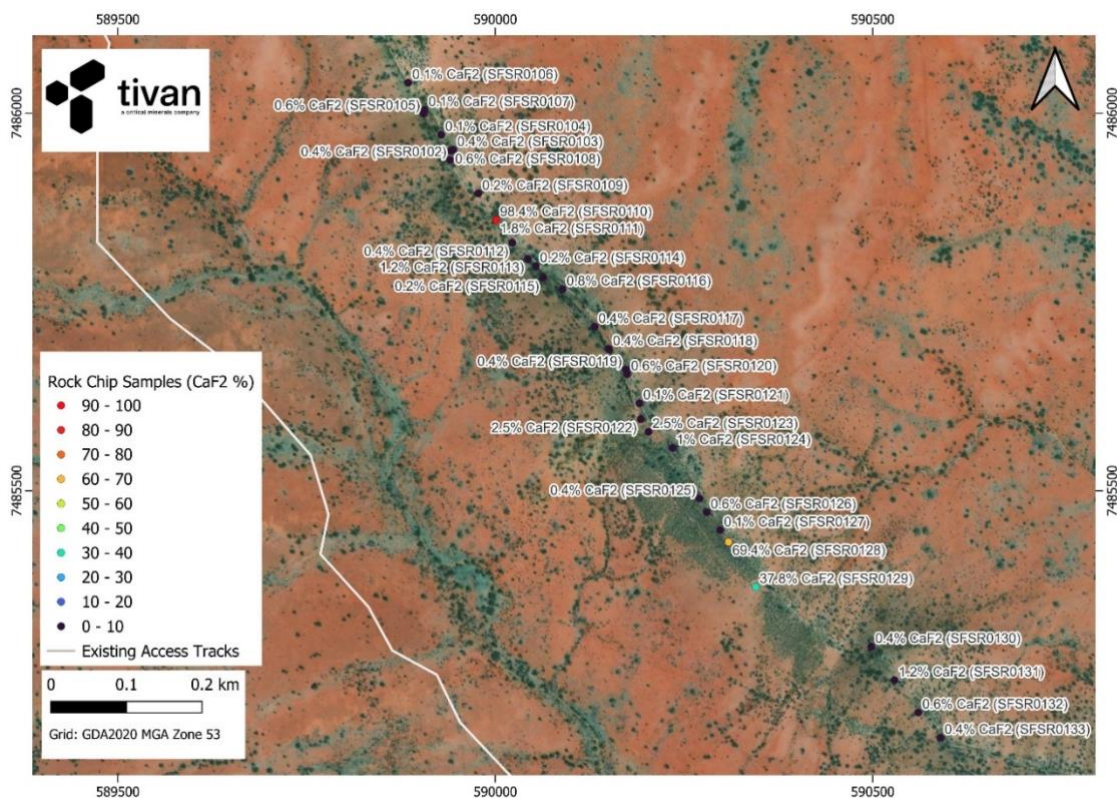 589500 590000 590500
tivan
a critical minerals company
7486000 7486000
0.1% CaF2 (SFSR0106)
0.6% CaF2 (SFSR0105) 0.1% CaF2 (SFSR0107)
0.1% CaF2 (SFSR0104)
0.4% CaF2 (SFSR0103)
0.4% CaF2 (SFSR0102) 0.6% CaF2 (SFSR0108)
0.2% CaF2 (SFSR0109)
98.4% CaF2 (SFSR0110)
1.8% CaF2 (SFSR0111)
0.4% CaF2 (SFSR0112)
0.2% CaF2 (SFSR0114)
1.2% CaF2 (SFSR0113)
0.2% CaF2 (SFSR0115) 0.8% CaF2 (SFSR0116)
0.4% CaF2 (SFSR0117)
0.4% CaF2 (SFSR0118)
0.4% CaF2 (SFSR0119) 0.6% CaF2 (SFSR0120)
0.1% CaF2 (SFSR0121)
2.5% CaF2 (SFSR0122) 2.5% CaF2 (SFSR0123)
1% CaF2 (SFSR0124)
0.4% CaF2 (SFSR0125)
0.6% CaF2 (SFSR0126)
0.1% CaF2 (SFSR0127)
69.4% CaF2 (SFSR0128)
37.8% CaF2 (SFSR0129)
0.4% CaF2 (SFSR0130)
1.2% CaF2 (SFSR0131)
0.6% CaF2 (SFSR0132)
0.4% CaF2 (SFSR0133)
7485500 7485500
Rock Chip Samples (CaF2 %)
90 - 100
80 - 90
70 - 80
60 - 70
50 - 60
40 - 50
30 - 40
20 - 30
10 - 20
0 - 10
Existing Access Tracks
0 0.1 0.2 km
Grid: GDA2020 MGA Zone 53
589500 590000 590500